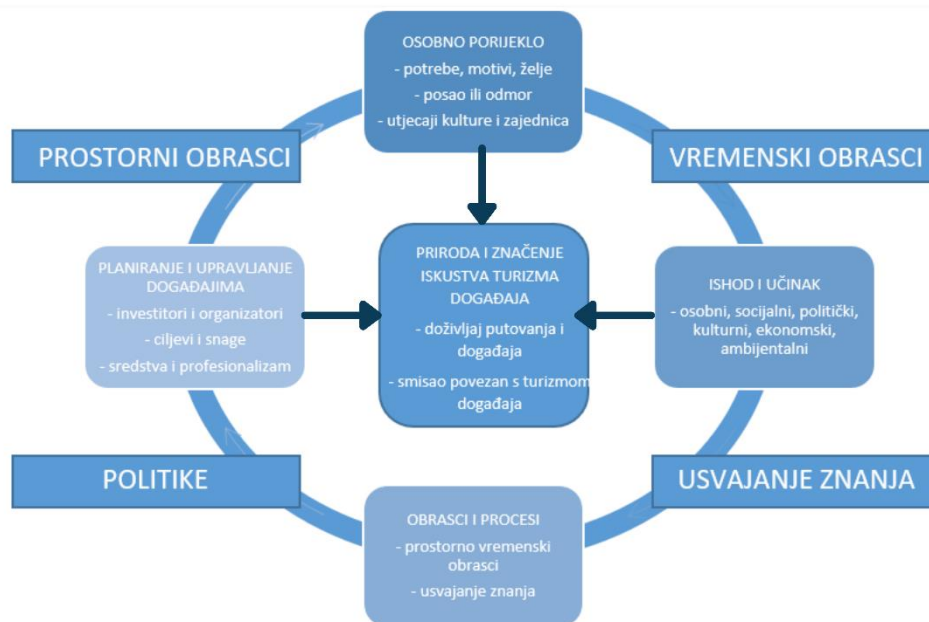 OSOBNO PORIJEKLO
- potrebe, motivi, želje
- posao ili odmor
- utjecaji kulture i zajednica
PROSTORNI OBRASCI
VREMENSKI OBRASCI
PLANIRANJE I UPRAVLJANJE
DOGAĐAJIMA
- investitori i organizatori
- ciljevi i snage
- sredstva i profesionalizam
PRIRODA I ZNAČENJE
ISKUSTVA TURIZMA
DOGAĐAJA
- doživljaj putovanja i
događaja
- smisao povezan s turizmom
događaja
ISHOD I UČINAK
- osobni, socijalni, politički,
kulturni, ekonomski,
ambijentalni
POLITIKE
USVAJANJE ZNANJA
OBRASCI I PROCESI
- prostorno vremenski
obrasci
- usvajanje znanja